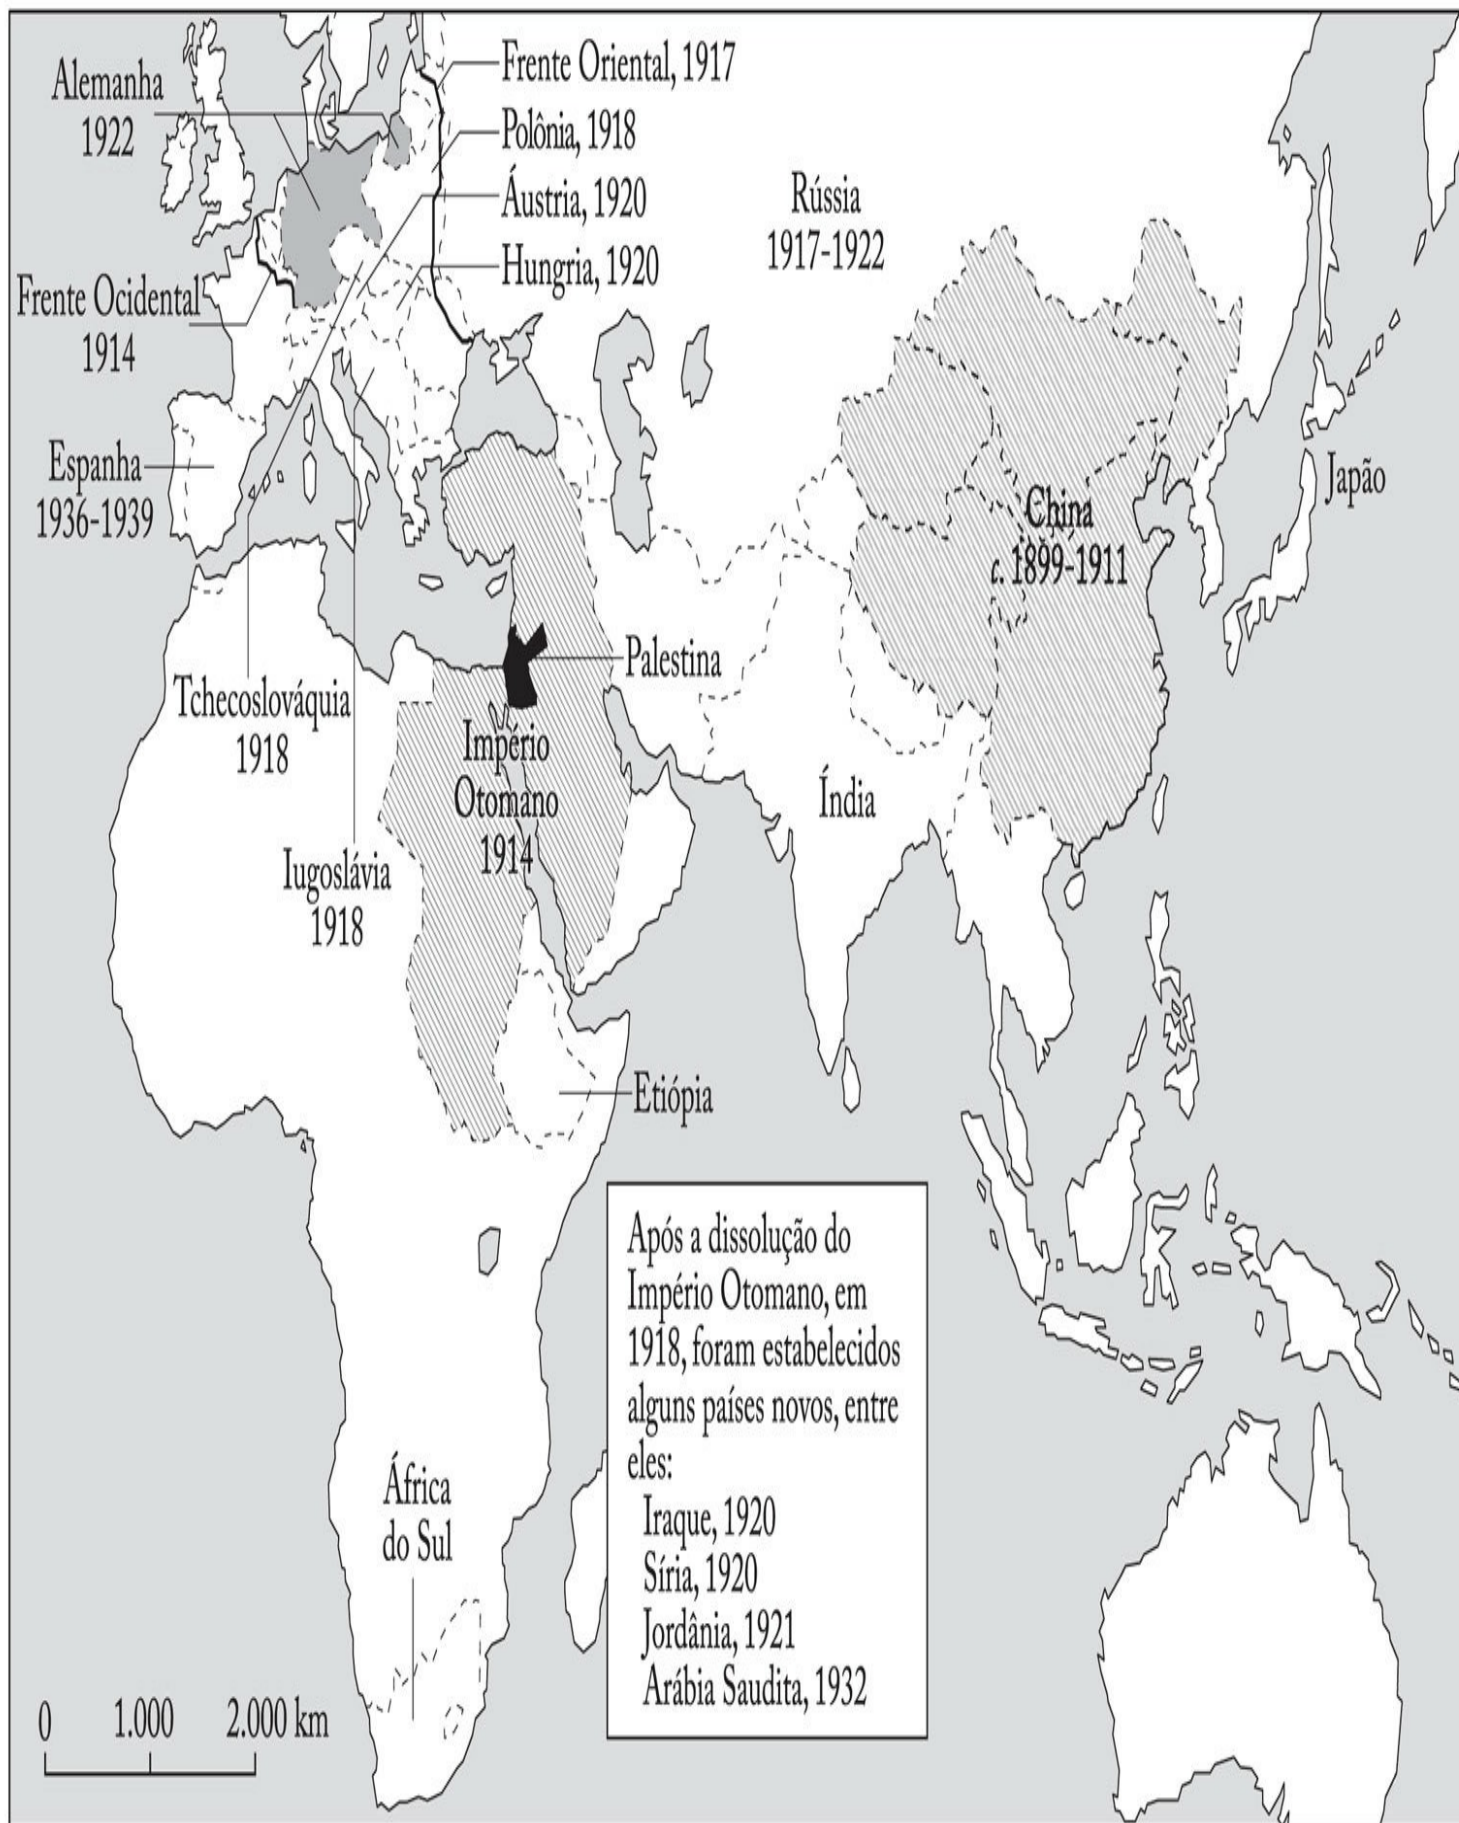 Alemanha
1922
Frente Oriental, 1917
Polônia, 1918
Áustria, 1920
Hungria, 1920
Rússia
1917-1922
Frente Ocidental
1914
Espanha
1936-1939
Japão
China
c. 1899-1911
Palestina
Tchecoslováquia
1918
Império
Otomano
1914
Índia
Iugoslávia
1918
Etiópia
Após a dissolução do
Império Otomano, em
1918, foram estabelecidos
alguns países novos, entre
eles:
Iraque, 1920
Síria, 1920
Jordânia, 1921
Arábia Saudita, 1932
África
do Sul
0 1.000 2.000 km